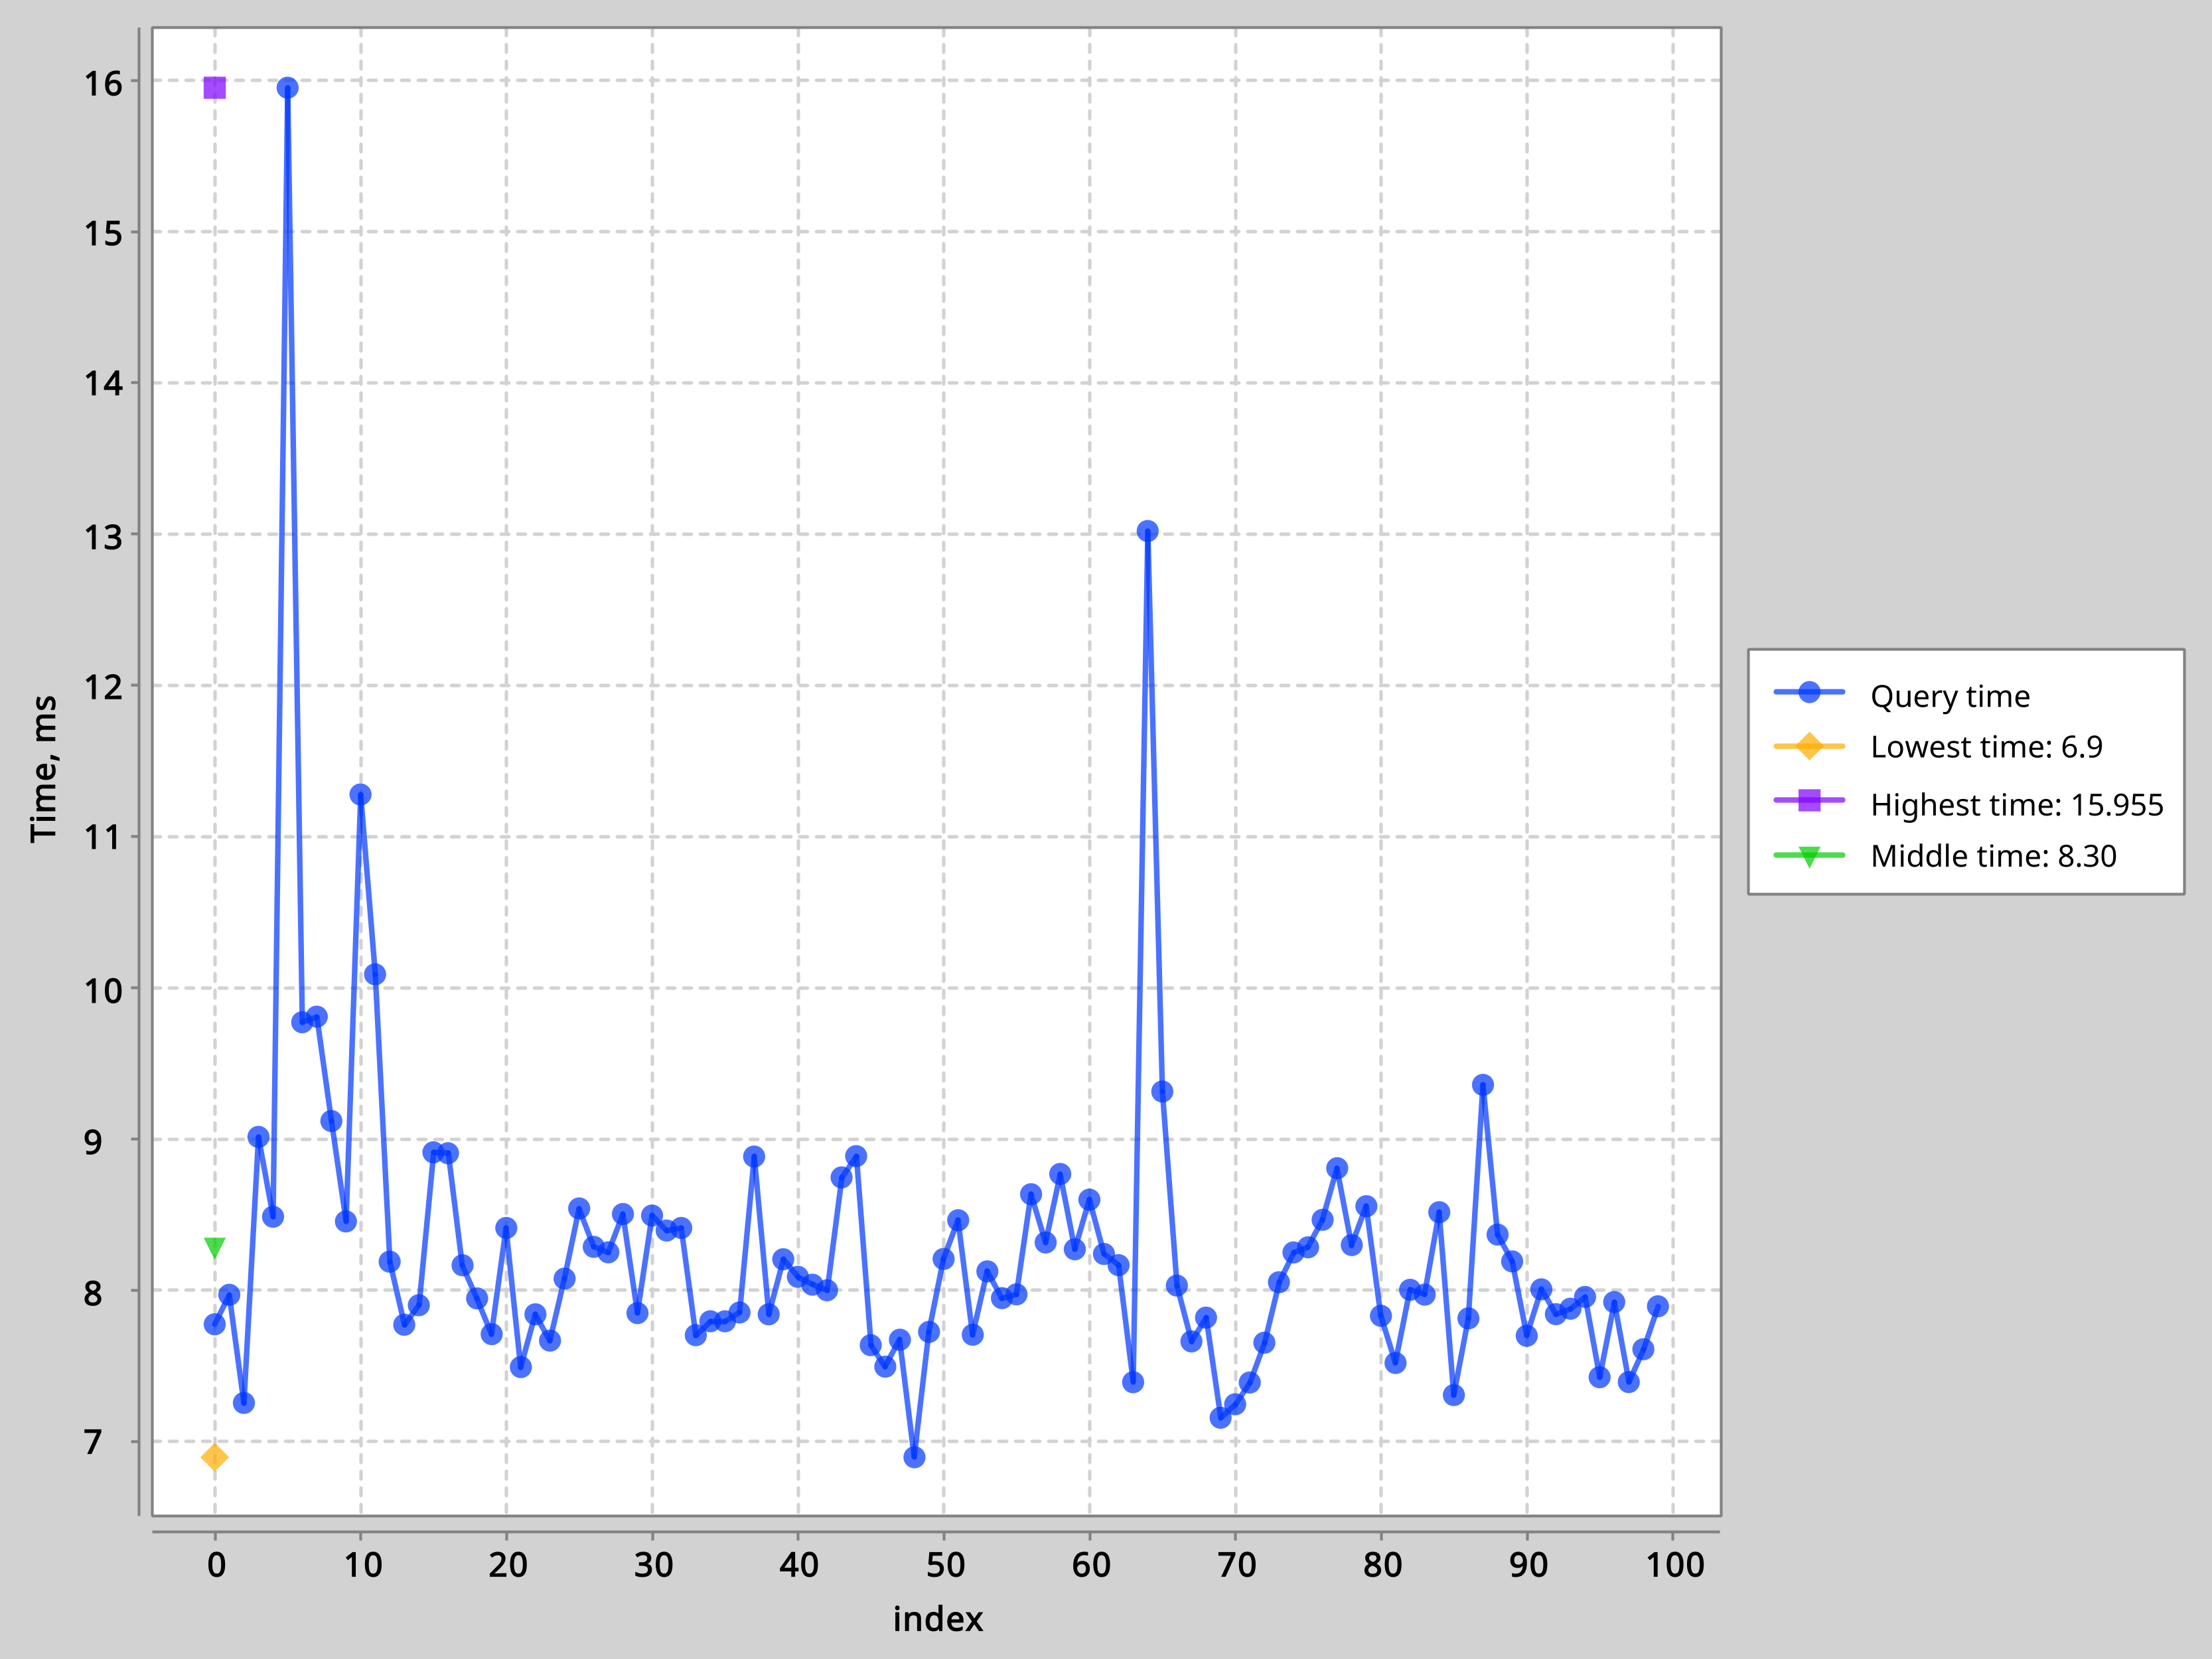 16
15
14
13
12
11
10
9
8
7
Time, ms
0 10 20 30 40 50 60 70 80 90 100
index
Query time
Lowest time: 6.9
Highest time: 15.955
Middle time: 8.30